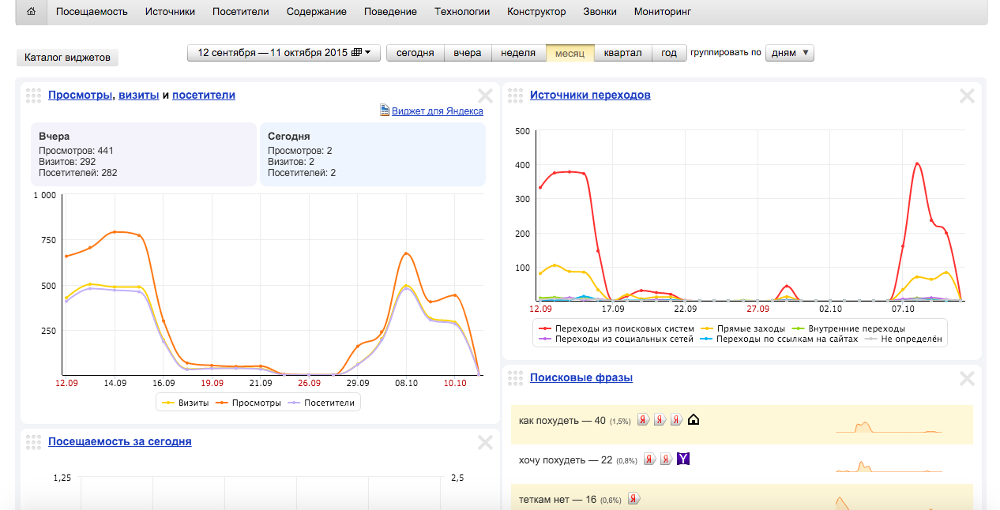 Посещаемость Источники Посетители Содержание Поведение Технологии Конструктор Звонки Мониторинг
Каталог виджетов
12 сентября — 11 октября 2015
сегодня вчера неделя месяц квартал год группировать по дням
Просмотры, визиты и посетители
Виджет для Яндекса
Вчера
Просмотров: 441
Визитов: 292
Посетителей: 282
Сегодня
Просмотров: 2
Визитов: 2
Посетителей: 2
1 000
750
500
250
12.09 14.09 16.09 19.09 21.09 26.09 29.09 08.10 10.10
Визиты Просмотры Посетители
Посещаемость за сегодня
1,25 2,5
Источники переходов
500
400
300
200
100
12.09 17.09 22.09 27.09 02.10 07.10
Переходы из поисковых систем Прямые заходы Внутренние переходы
Переходы из социальных сетей Переходы по ссылкам на сайтах Не определён
Поисковые фразы
как похудеть — 40 (1,5%) Я Я Я
хочу похудеть — 22 (0,8%) Я Я Y
теткам нет — 16 (0,6%) Я